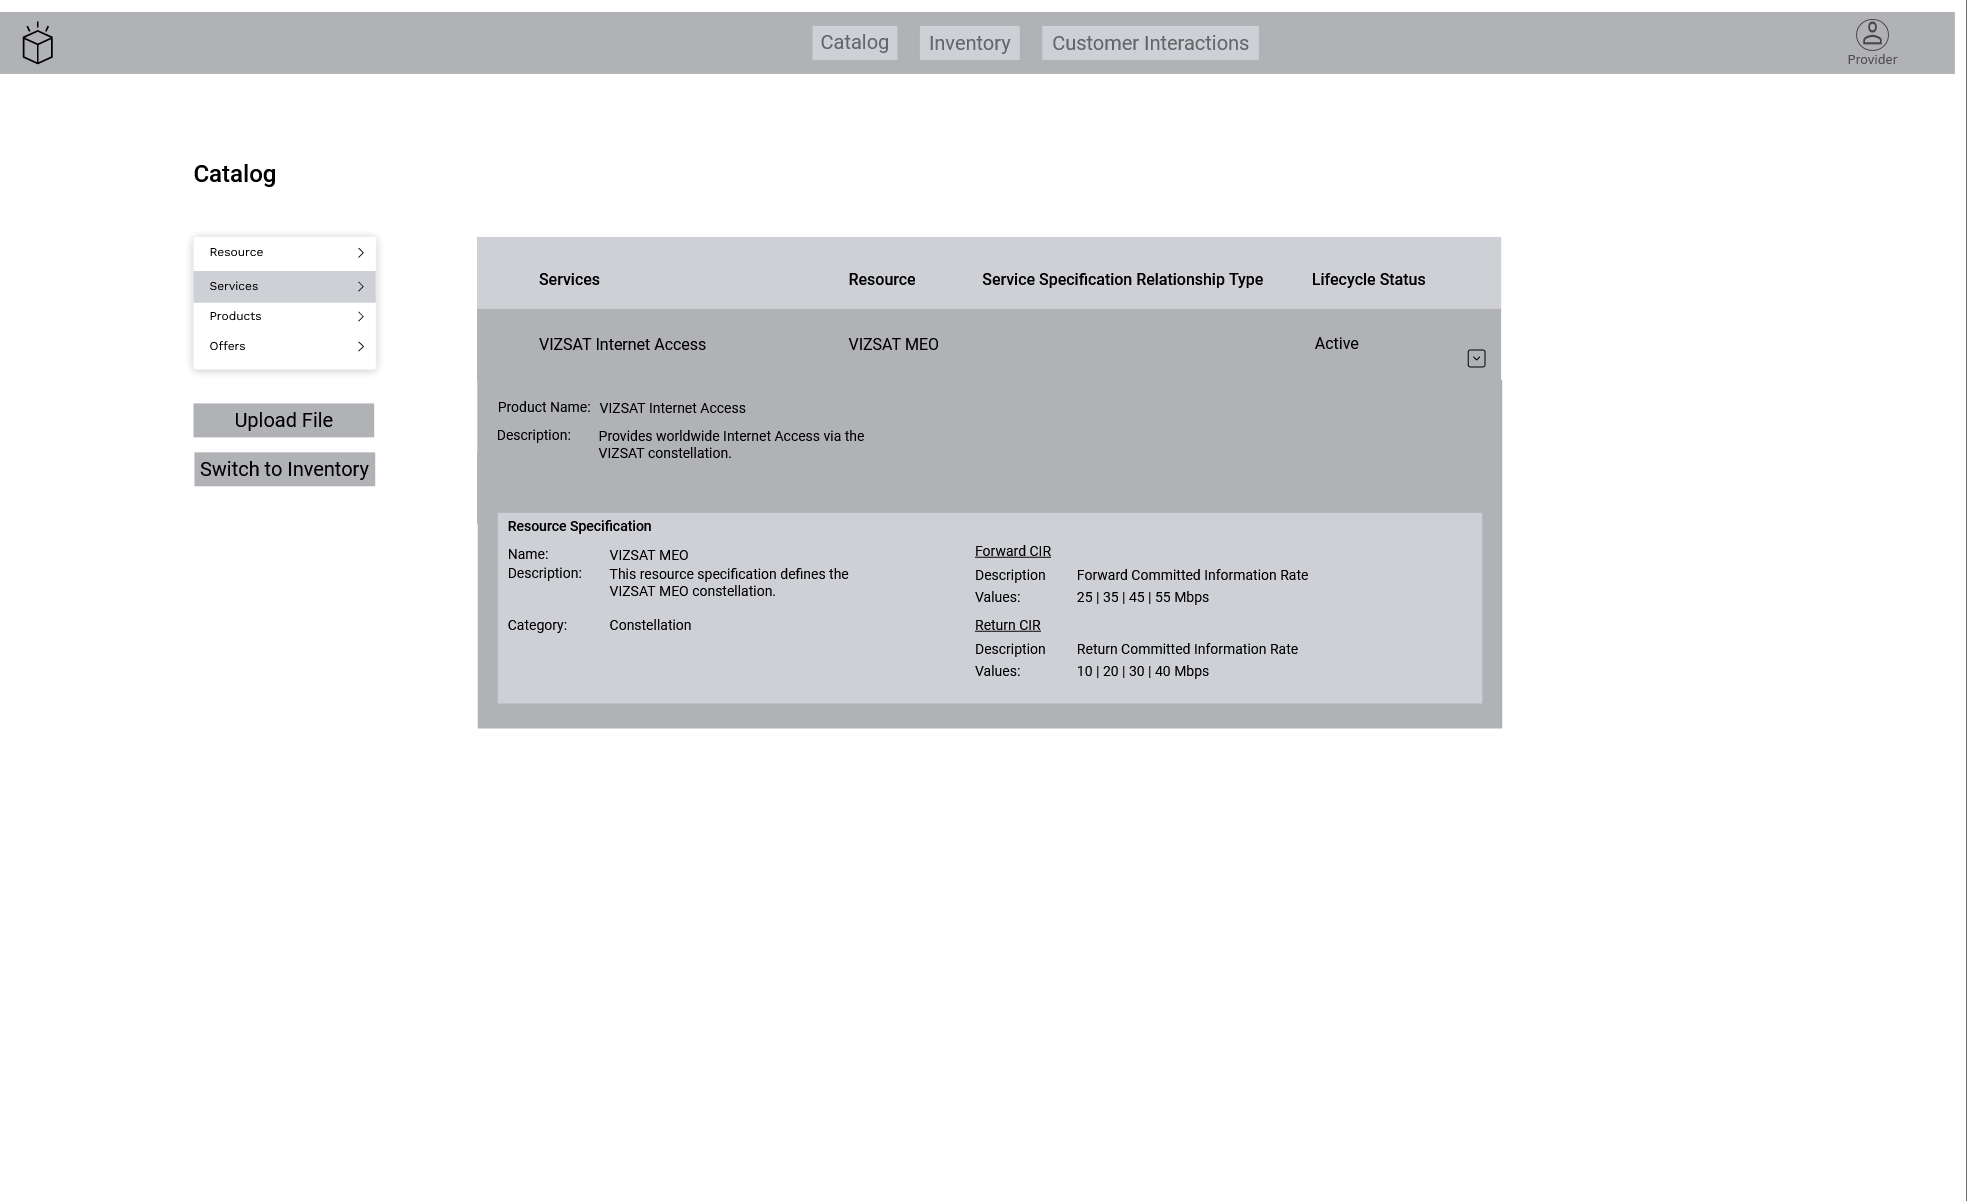 Catalog
Inventory
Customer Interactions
Provider
Catalog
Resource
Services
Products
Offers
Upload File
Switch to Inventory
Services
Resource
Service Specification Relationship Type
Lifecycle Status
VIZSAT Internet Access
VIZSAT MEO
Active
Product Name: VIZSAT Internet Access
Description: Provides worldwide Internet Access via the
VIZSAT constellation.
Resource Specification
Name: VIZSAT MEO
Description: This resource specification defines the
VIZSAT MEO constellation.
Category: Constellation
Forward CIR
Description Forward Committed Information Rate
Values: 25 | 35 | 45 | 55 Mbps
Return CIR
Description Return Committed Information Rate
Values: 10 | 20 | 30 | 40 Mbps